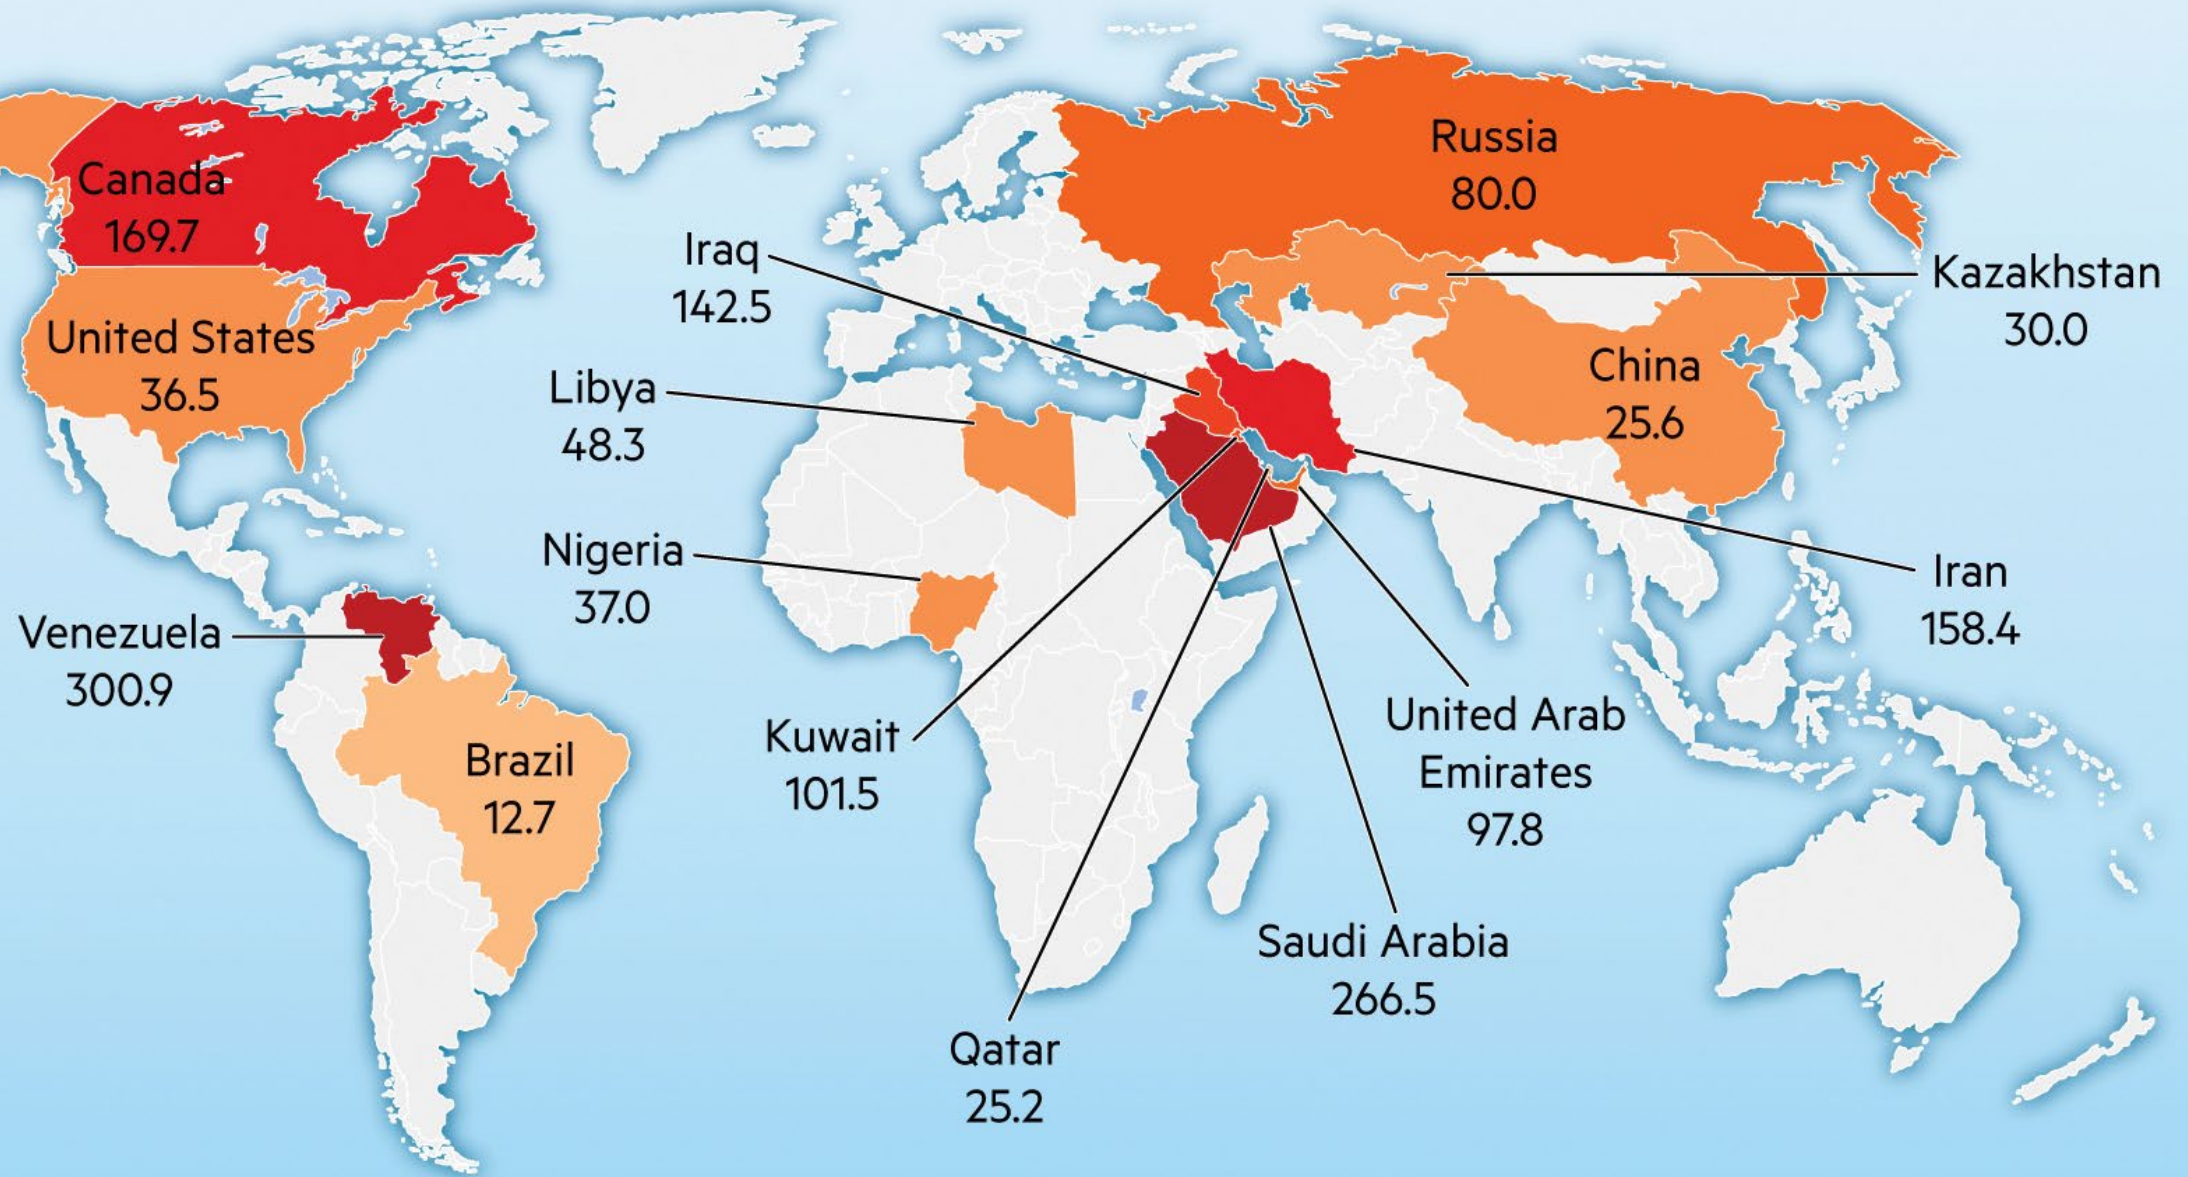 Canada
169.7
United States
36.5
Venezuela
300.9
Brazil
12.7
Iraq
142.5
Libya
48.3
Nigeria
37.0
Kuwait
101.5
Qatar
25.2
Saudi Arabia
266.5
United Arab
Emirates
97.8
Russia
80.0
Kazakhstan
30.0
China
25.6
Iran
158.4